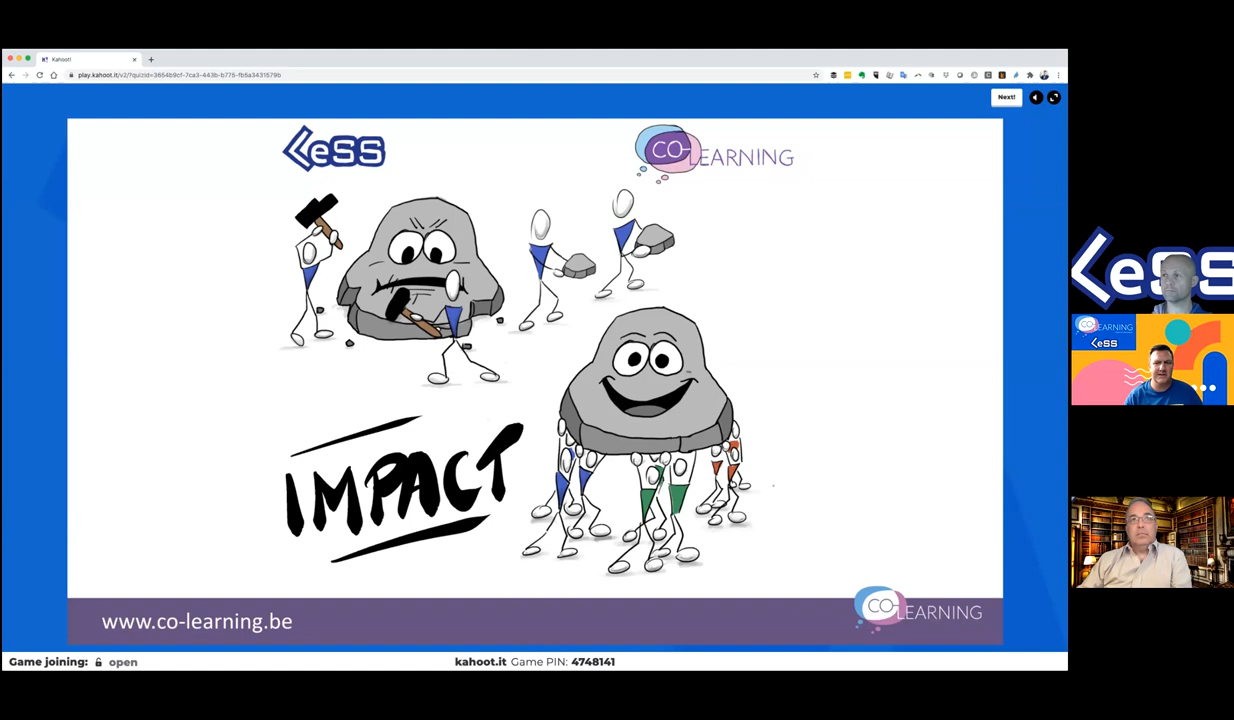 Kahoot!
play.kahoot.it/v2/?quizId=3654b9cf-7ca3-443b-b775-fb5a3431579b
Next!
LeSS
CO-LEARNING
IMPACT
www.co-learning.be
CO-LEARNING
Game joining: open
kahoot.it Game PIN: 4748141
LeSS
CO-LEARNING
LeSS